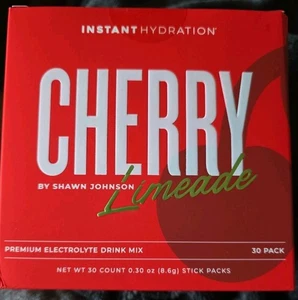 INSTANT HYDRATION®
CHERRY
BY SHAWN JOHNSON
Limeade
PREMIUM ELECTROLYTE DRINK MIX 30 PACK
NET WT 30 COUNT 0.30 oz (8.6g) STICK PACKS